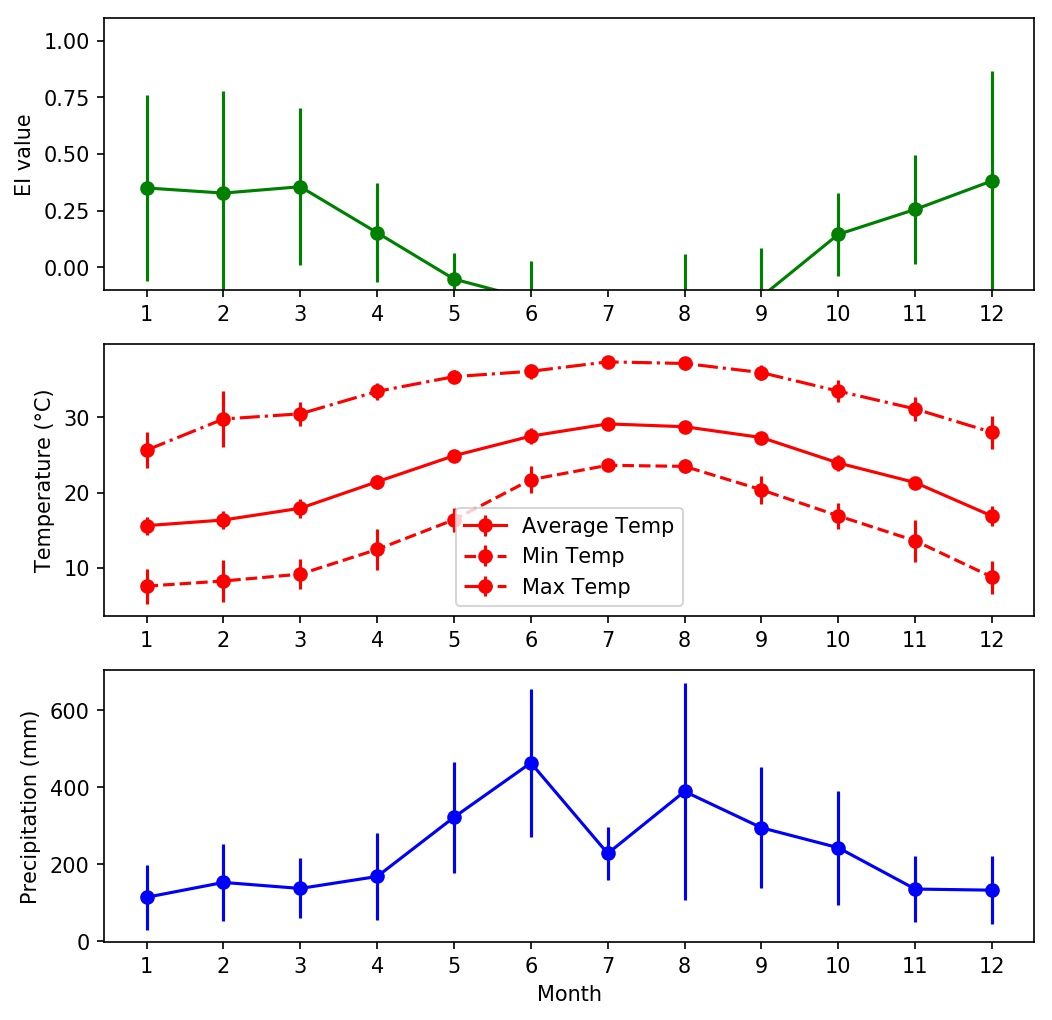 1.00
0.75
0.50
0.25
0.00
EI value
1 2 3 4 5 6 7 8 9 10 11 12
30
20
10
Temperature (°C)
Average Temp
Min Temp
Max Temp
1 2 3 4 5 6 7 8 9 10 11 12
600
400
200
0
Precipitation (mm)
1 2 3 4 5 6 7 8 9 10 11 12
Month